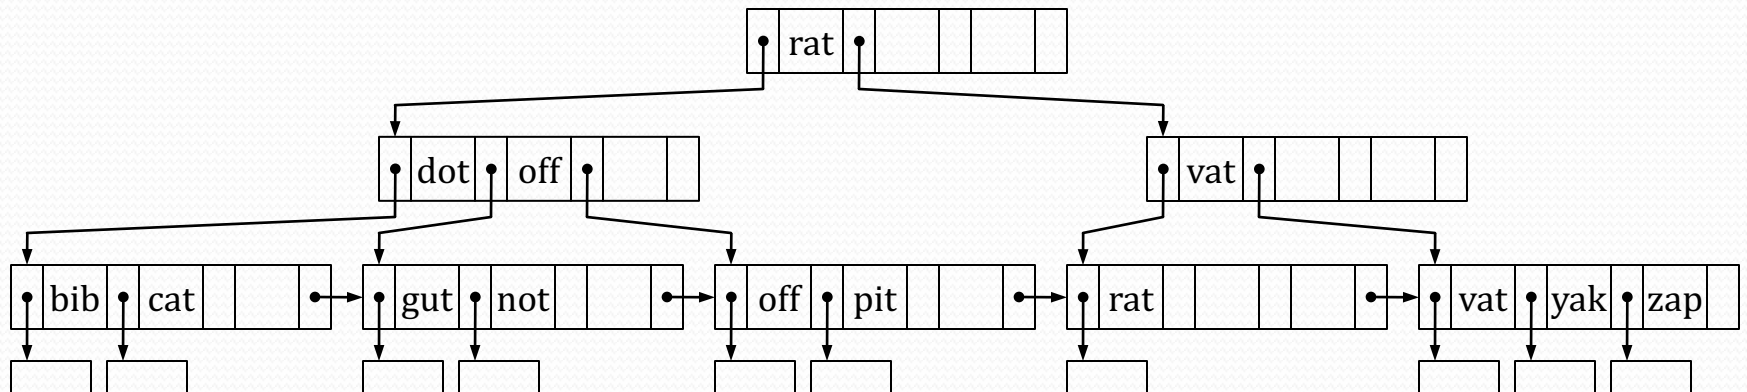 rat
dot off vat
bib cat gut not off pit rat vat yak zap